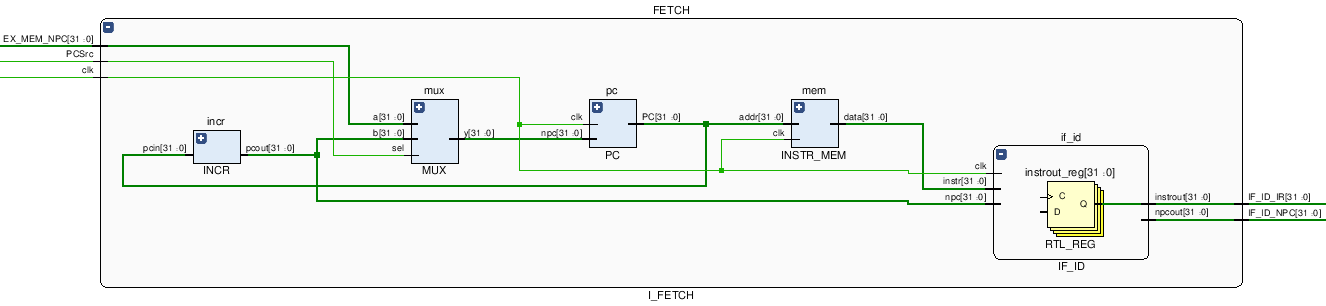 FETCH
EX_MEM_NPC[31:0]
PCSrc
clk
incr
pcin[31:0]
pcout[31:0]
INCR
mux
a[31:0]
b[31:0]
sel
y[31:0]
MUX
pc
clk
npc[31:0]
PC[31:0]
PC
mem
addr[31:0]
clk
data[31:0]
INSTR_MEM
if_id
clk
instr[31:0]
npc[31:0]
instrout_reg[31:0]
C
D
Q
RTL_REG
instrout[31:0]
npcout[31:0]
IF_ID
IF_ID_IR[31:0]
IF_ID_NPC[31:0]
I_FETCH